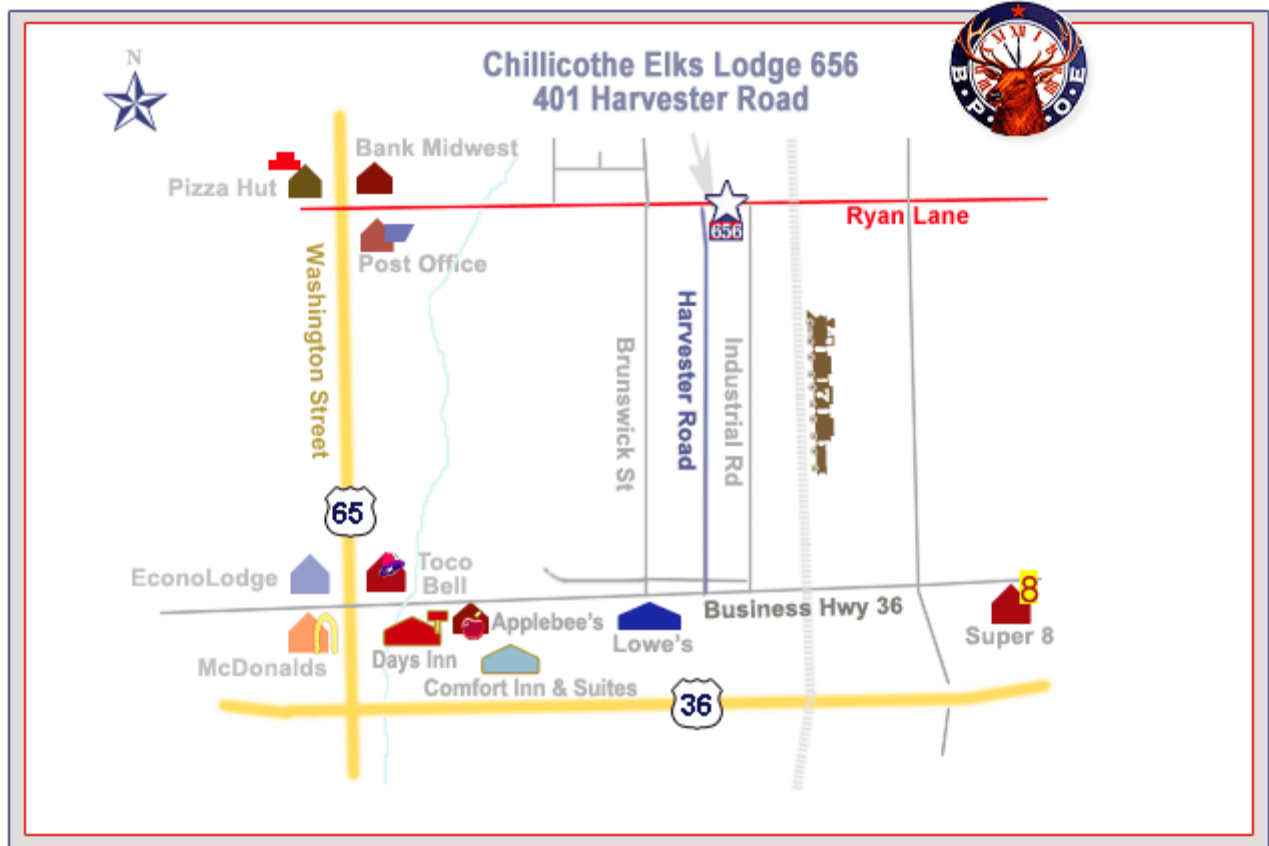 N
Chillicothe Elks Lodge 656
401 Harvester Road
B·P·O·E
Bank Midwest
Pizza Hut
Ryan Lane
656
Post Office
Washington Street
Harvester Road
Brunswick St
Industrial Rd
2
65
EconoLodge
Toco
Bell
8
Business Hwy 36
Applebee's
Lowe's
Super 8
McDonalds
Days Inn
Comfort Inn & Suites
36